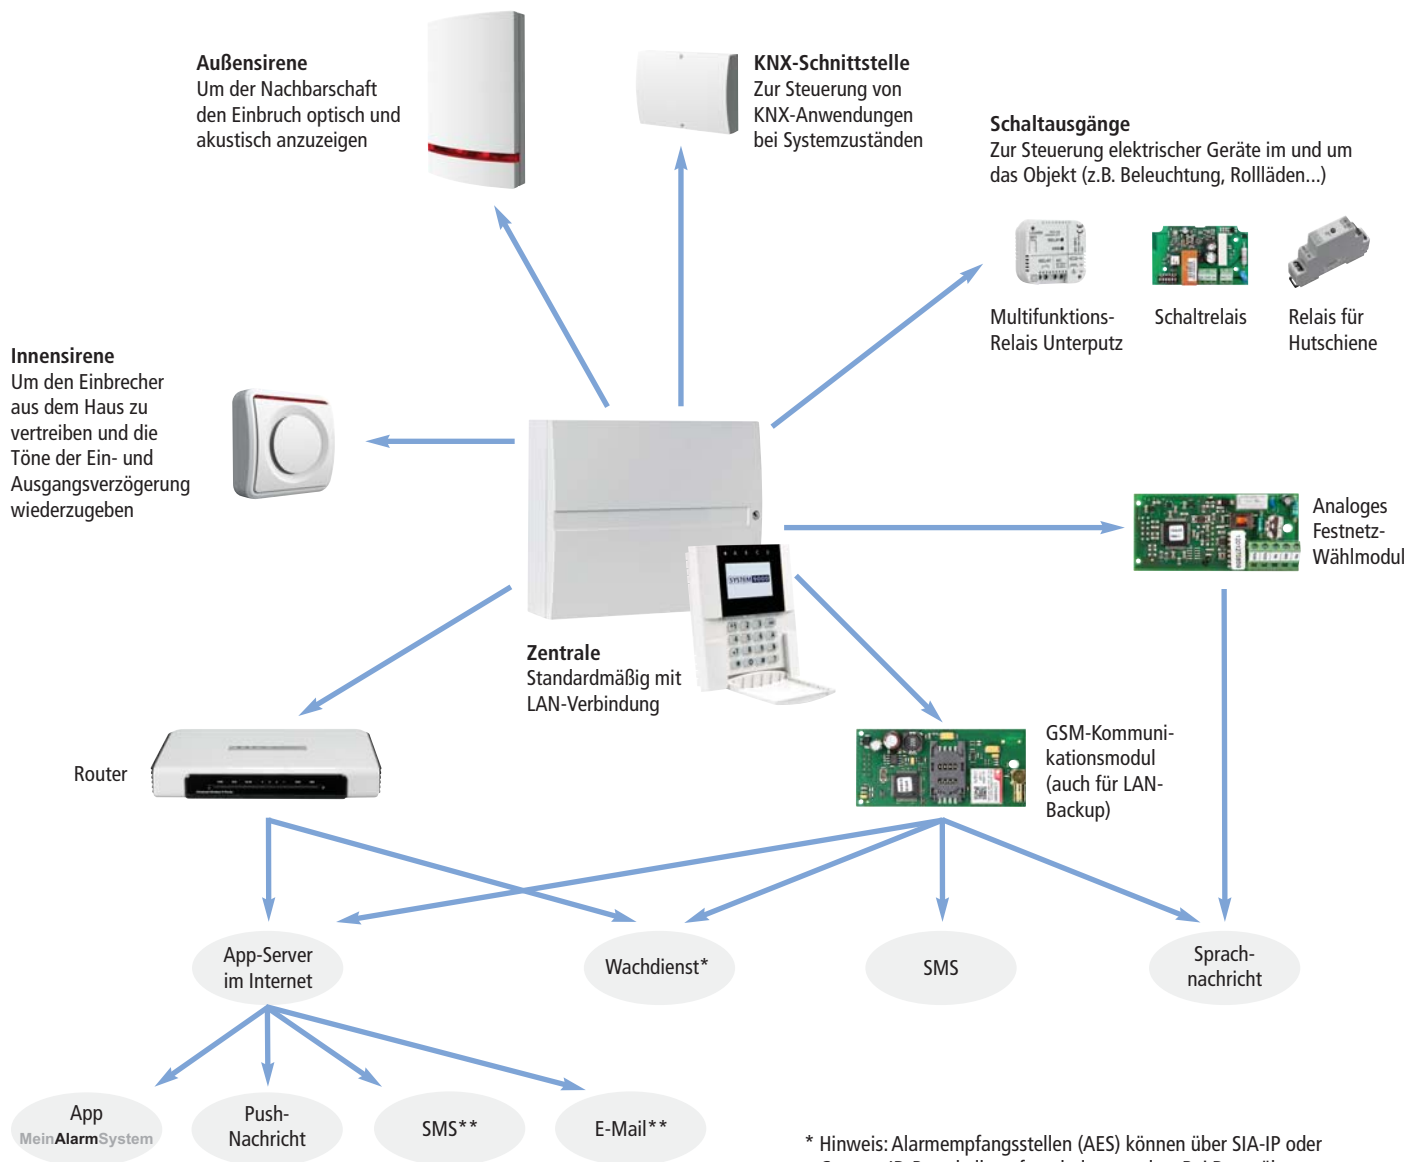 Außensirene
Um der Nachbarschaft
den Einbruch optisch und
akustisch anzuzeigen
KNX-Schnittstelle
Zur Steuerung von
KNX-Anwendungen
bei Systemzuständen
Schaltausgänge
Zur Steuerung elektrischer Geräte im und um
das Objekt (z.B. Beleuchtung, Rollläden...)
Multifunktions-
Relais Unterputz
Schaltrelais
Relais für
Hutschiene
Innensirene
Um den Einbrecher
aus dem Haus zu
vertreiben und die
Töne der Ein- und
Ausgangsverzögerung
wiederzugeben
Analoges
Festnetz-
Wählmodul
SYSTEM 9000
Zentrale
Standardmäßig mit
LAN-Verbindung
Router
GSM-Kommuni-
kationsmodul
(auch für LAN-
Backup)
App-Server
im Internet
Wachdienst*
SMS
Sprach-
nachricht
App
MeinAlarmSystem
Push-
Nachricht
SMS**
E-Mail**
* Hinweis: Alarmempfangsstellen (AES) können über SIA-IP oder